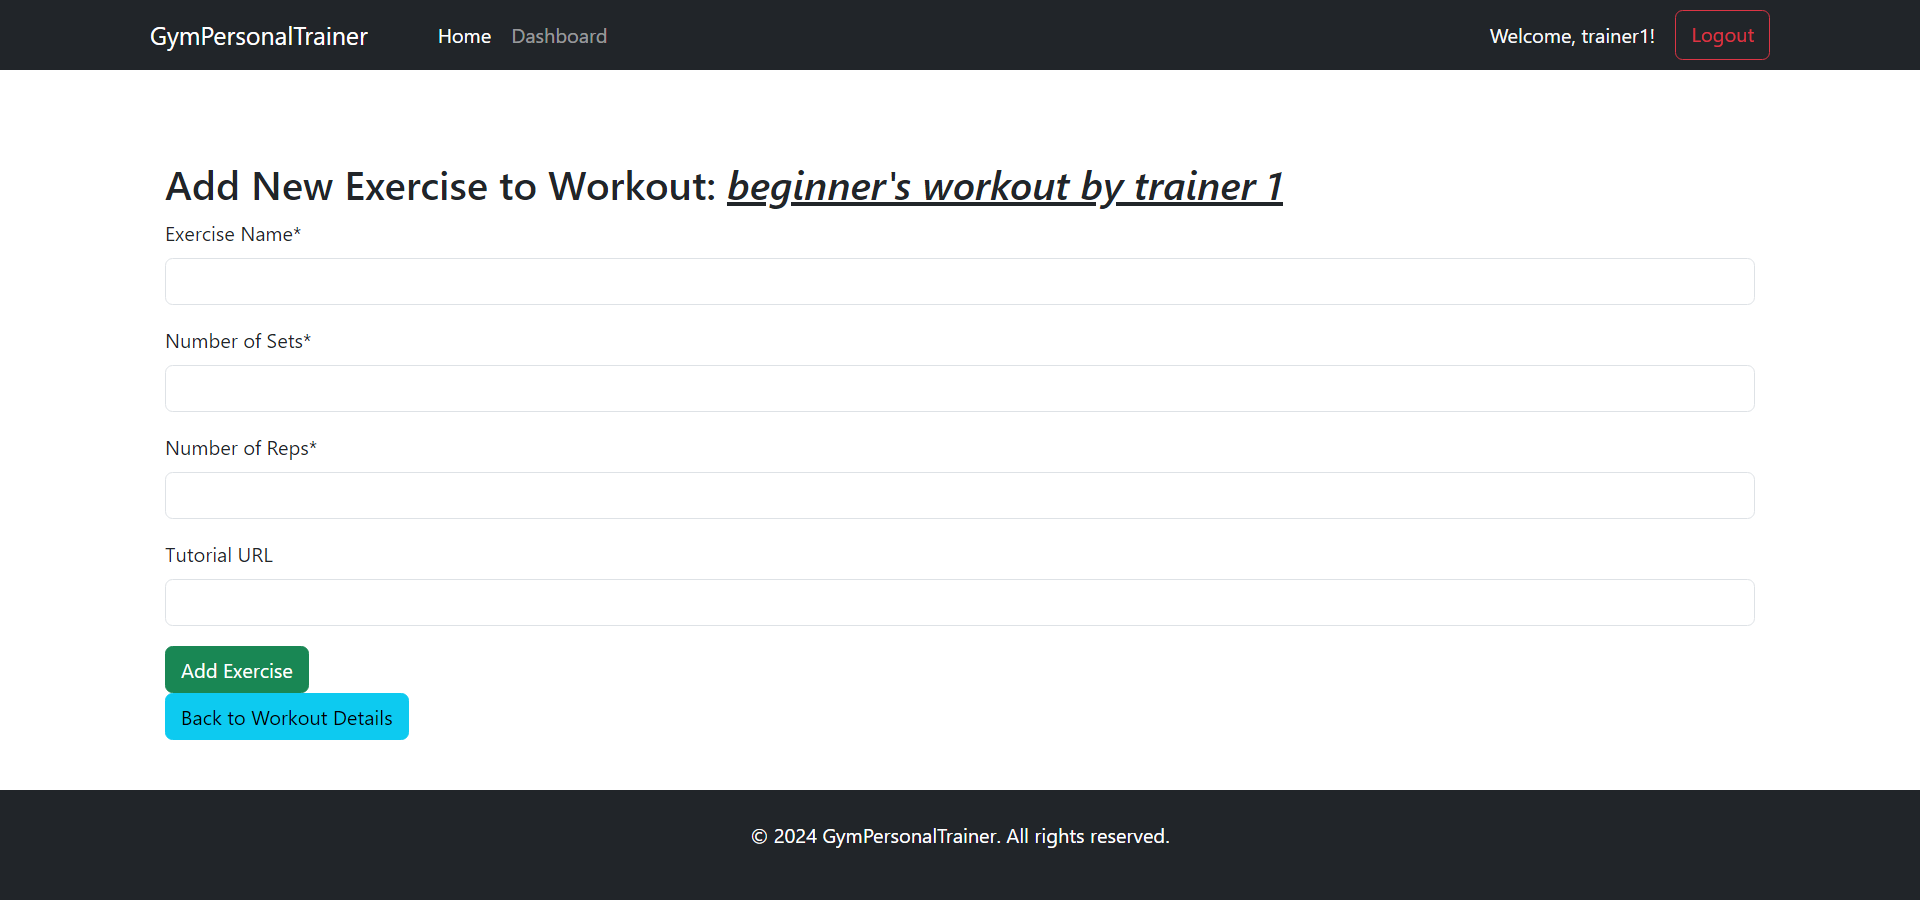 GymPersonalTrainer Home Dashboard Welcome, trainer1! Logout
Add New Exercise to Workout: beginner's workout by trainer 1
Exercise Name*
Number of Sets*
Number of Reps*
Tutorial URL
Add Exercise
Back to Workout Details
© 2024 GymPersonalTrainer. All rights reserved.